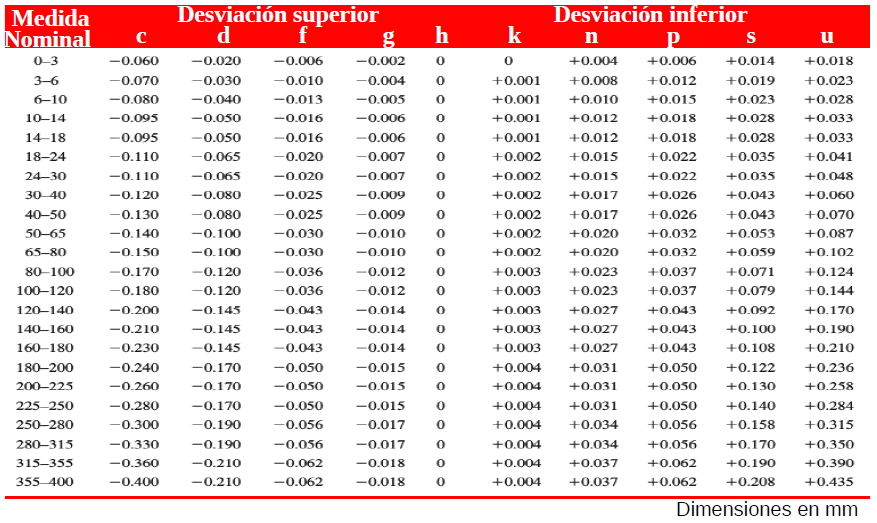 Medida Desviación superior Desviación inferior
Nominal c d f g h k n p s u
0–3 −0.060 −0.020 −0.006 −0.002 0 0 +0.004 +0.006 +0.014 +0.018
3–6 −0.070 −0.030 −0.010 −0.004 0 +0.001 +0.008 +0.012 +0.019 +0.023
6–10 −0.080 −0.040 −0.013 −0.005 0 +0.001 +0.010 +0.015 +0.023 +0.028
10–14 −0.095 −0.050 −0.016 −0.006 0 +0.001 +0.012 +0.018 +0.028 +0.033
14–18 −0.095 −0.050 −0.016 −0.006 0 +0.001 +0.012 +0.018 +0.028 +0.033
18–24 −0.110 −0.065 −0.020 −0.007 0 +0.002 +0.015 +0.022 +0.035 +0.041
24–30 −0.110 −0.065 −0.020 −0.007 0 +0.002 +0.015 +0.022 +0.035 +0.048
30–40 −0.120 −0.080 −0.025 −0.009 0 +0.002 +0.017 +0.026 +0.043 +0.060
40–50 −0.130 −0.080 −0.025 −0.009 0 +0.002 +0.017 +0.026 +0.043 +0.070
50–65 −0.140 −0.100 −0.030 −0.010 0 +0.002 +0.020 +0.032 +0.053 +0.087
65–80 −0.150 −0.100 −0.030 −0.010 0 +0.002 +0.020 +0.032 +0.059 +0.102
80–100 −0.170 −0.120 −0.036 −0.012 0 +0.003 +0.023 +0.037 +0.071 +0.124
100–120 −0.180 −0.120 −0.036 −0.012 0 +0.003 +0.023 +0.037 +0.079 +0.144
120–140 −0.200 −0.145 −0.043 −0.014 0 +0.003 +0.027 +0.043 +0.092 +0.170
140–160 −0.210 −0.145 −0.043 −0.014 0 +0.003 +0.027 +0.043 +0.100 +0.190
160–180 −0.230 −0.145 −0.043 −0.014 0 +0.003 +0.027 +0.043 +0.108 +0.210
180–200 −0.240 −0.170 −0.050 −0.015 0 +0.004 +0.031 +0.050 +0.122 +0.236
200–225 −0.260 −0.170 −0.050 −0.015 0 +0.004 +0.031 +0.050 +0.130 +0.258
225–250 −0.280 −0.170 −0.050 −0.015 0 +0.004 +0.031 +0.050 +0.140 +0.284
250–280 −0.300 −0.190 −0.056 −0.017 0 +0.004 +0.034 +0.056 +0.158 +0.315
280–315 −0.330 −0.190 −0.056 −0.017 0 +0.004 +0.034 +0.056 +0.170 +0.350
315–355 −0.360 −0.210 −0.062 −0.018 0 +0.004 +0.037 +0.062 +0.190 +0.390
355–400 −0.400 −0.210 −0.062 −0.018 0 +0.004 +0.037 +0.062 +0.208 +0.435
Dimensiones en mm